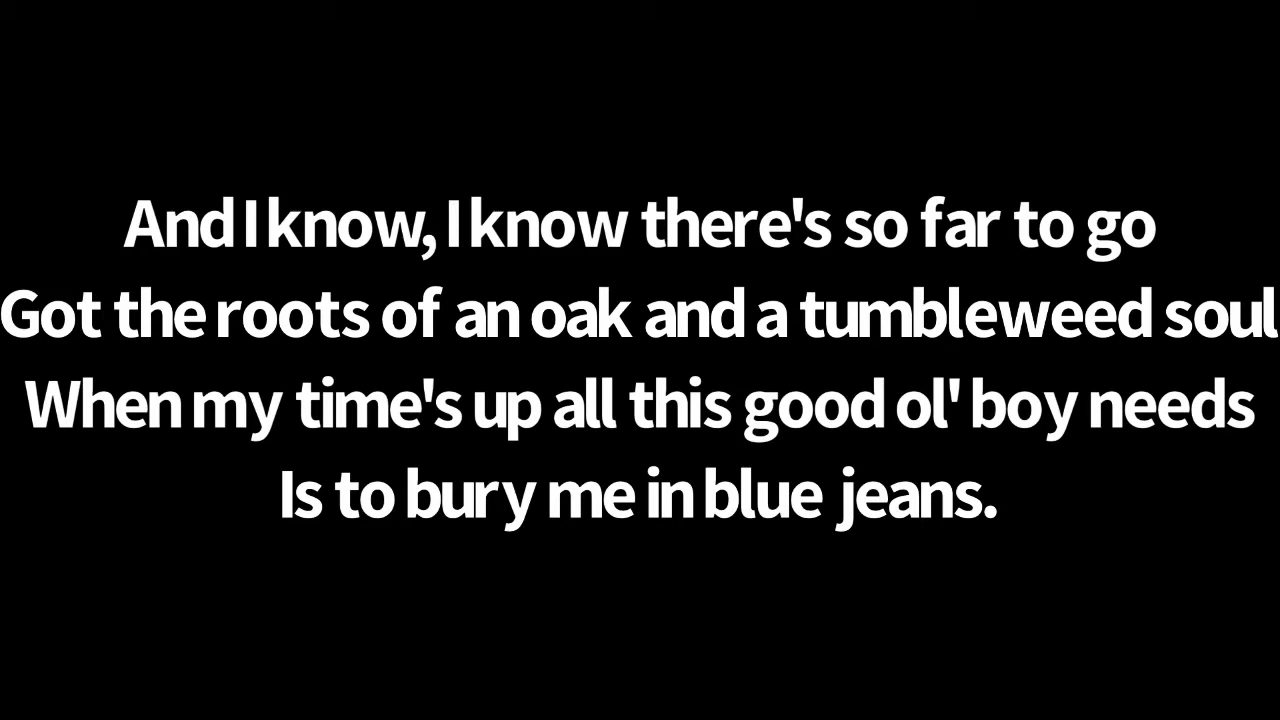 And I know, I know there's so far to go
Got the roots of an oak and a tumbleweed soul
When my time's up all this good ol' boy needs
Is to bury me in blue jeans.